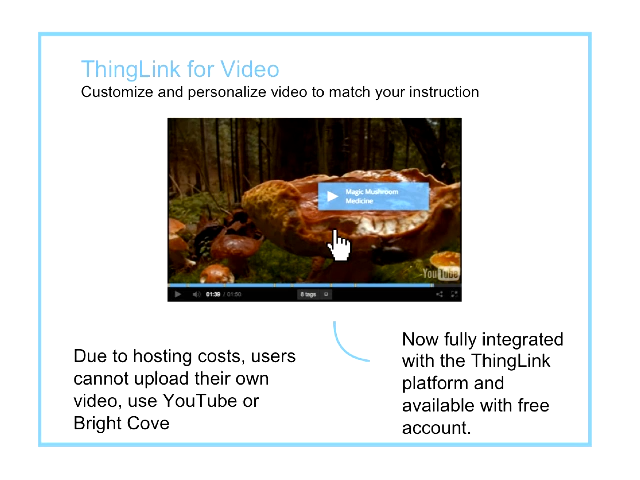 ThingLink for Video
Customize and personalize video to match your instruction
Magic Mushroom
Medicine
YouTube
01:39 / 01:50
8 tags
Due to hosting costs, users
cannot upload their own
video, use YouTube or
Bright Cove
Now fully integrated
with the ThingLink
platform and
available with free
account.